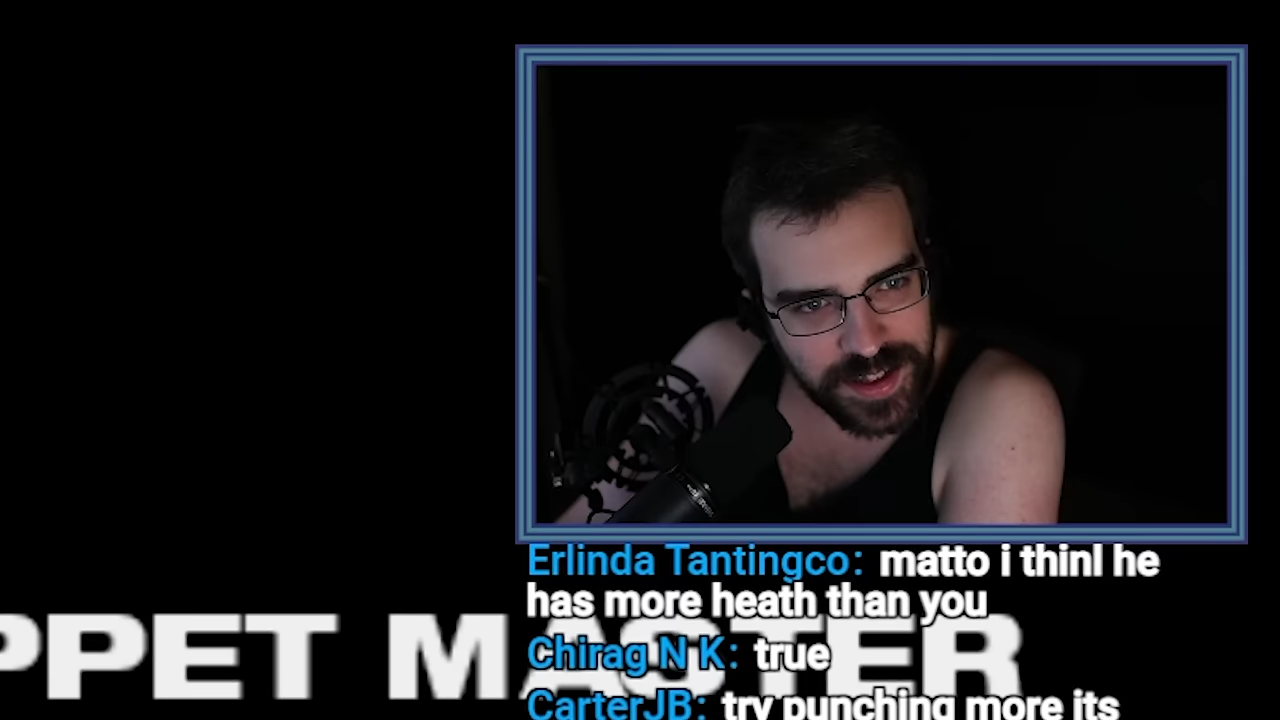 Erlinda Tantingco: matto i thinl he
has more heath than you
PPET MASTER
Chirag N K: true
CarterJB: try punching more its